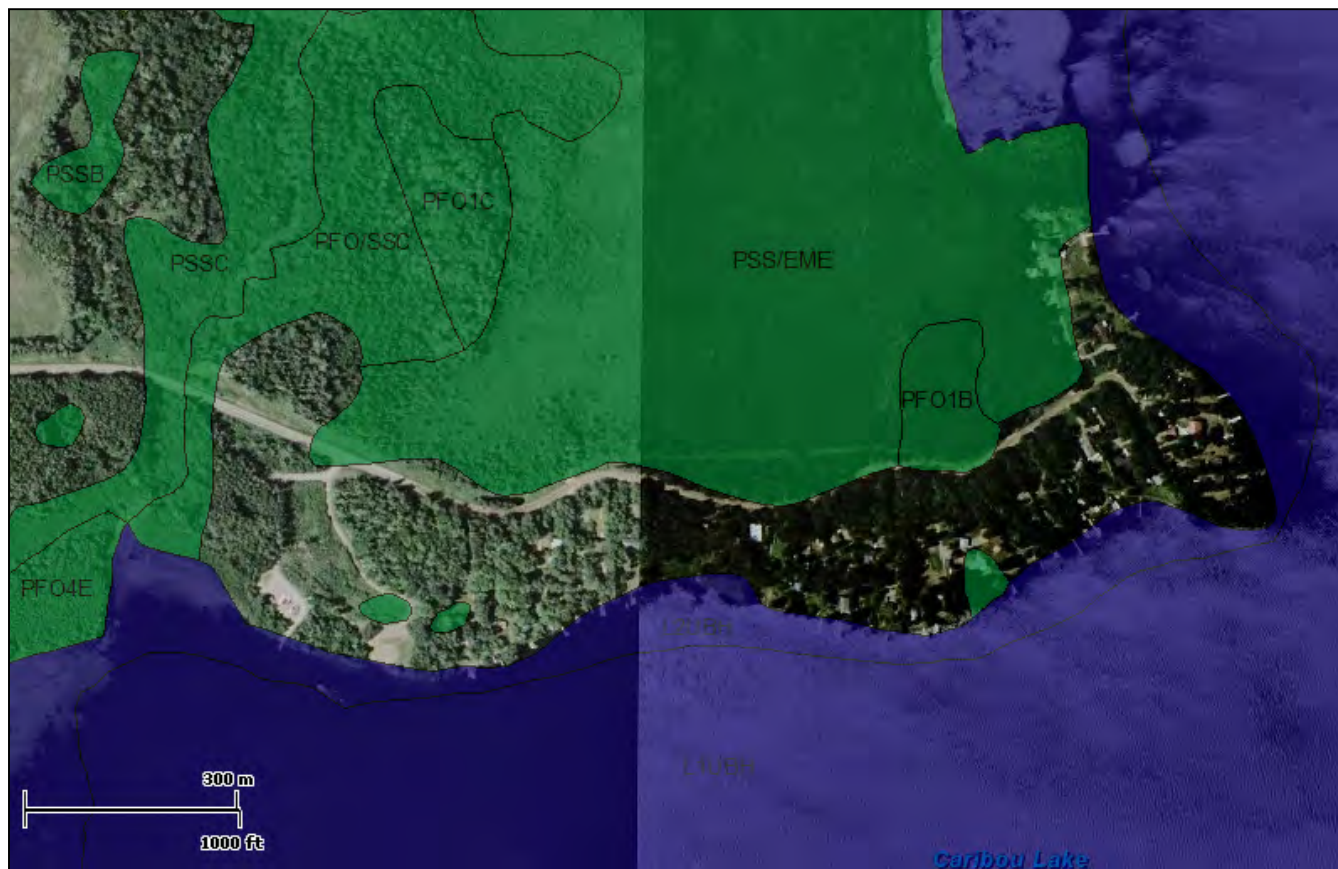 PSSB
PFO1C
PFO/SSC
PSSC
PSS/EME
PFO1B
PFO4E
300 m
1000 ft
Caribou Lake